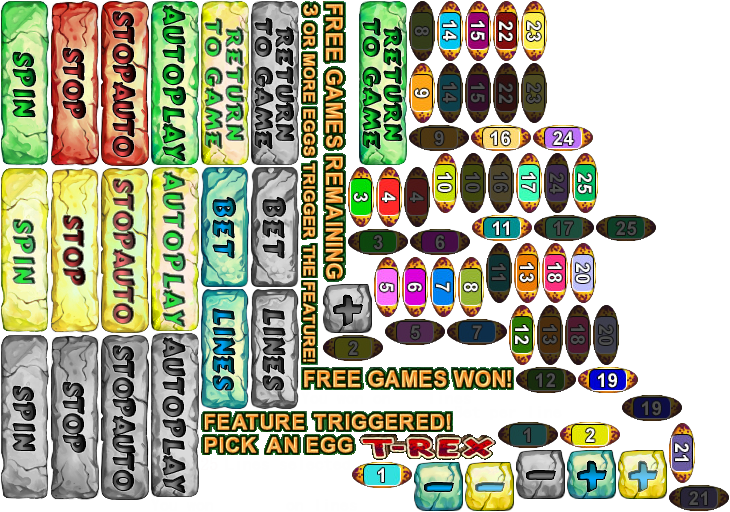 SPIN
STOP
STOPAUTO
AUTOPLAY
RETURN
TO GAME
RETURN
TO GAME
FREE GAMES REMAINING
3 OR MORE EGGS TRIGGER THE FEATURE!
RETURN
TO GAME
8
14
15
22
23
9
14
15
22
23
9
16
24
SPIN
STOP
STOPAUTO
AUTOPLAY
BET
BET
3
4
4
10
10
16
17
24
25
3
6
11
17
25
5
6
7
8
11
13
18
20
+
2
5
7
12
13
18
20
LINES
LINES
SPIN
STOP
STOPAUTO
AUTOPLAY
FREE GAMES WON!
12
19
19
FEATURE TRIGGERED!
PICK AN EGG
T-REX
1
2
21
1
-
-
-
+
+
21